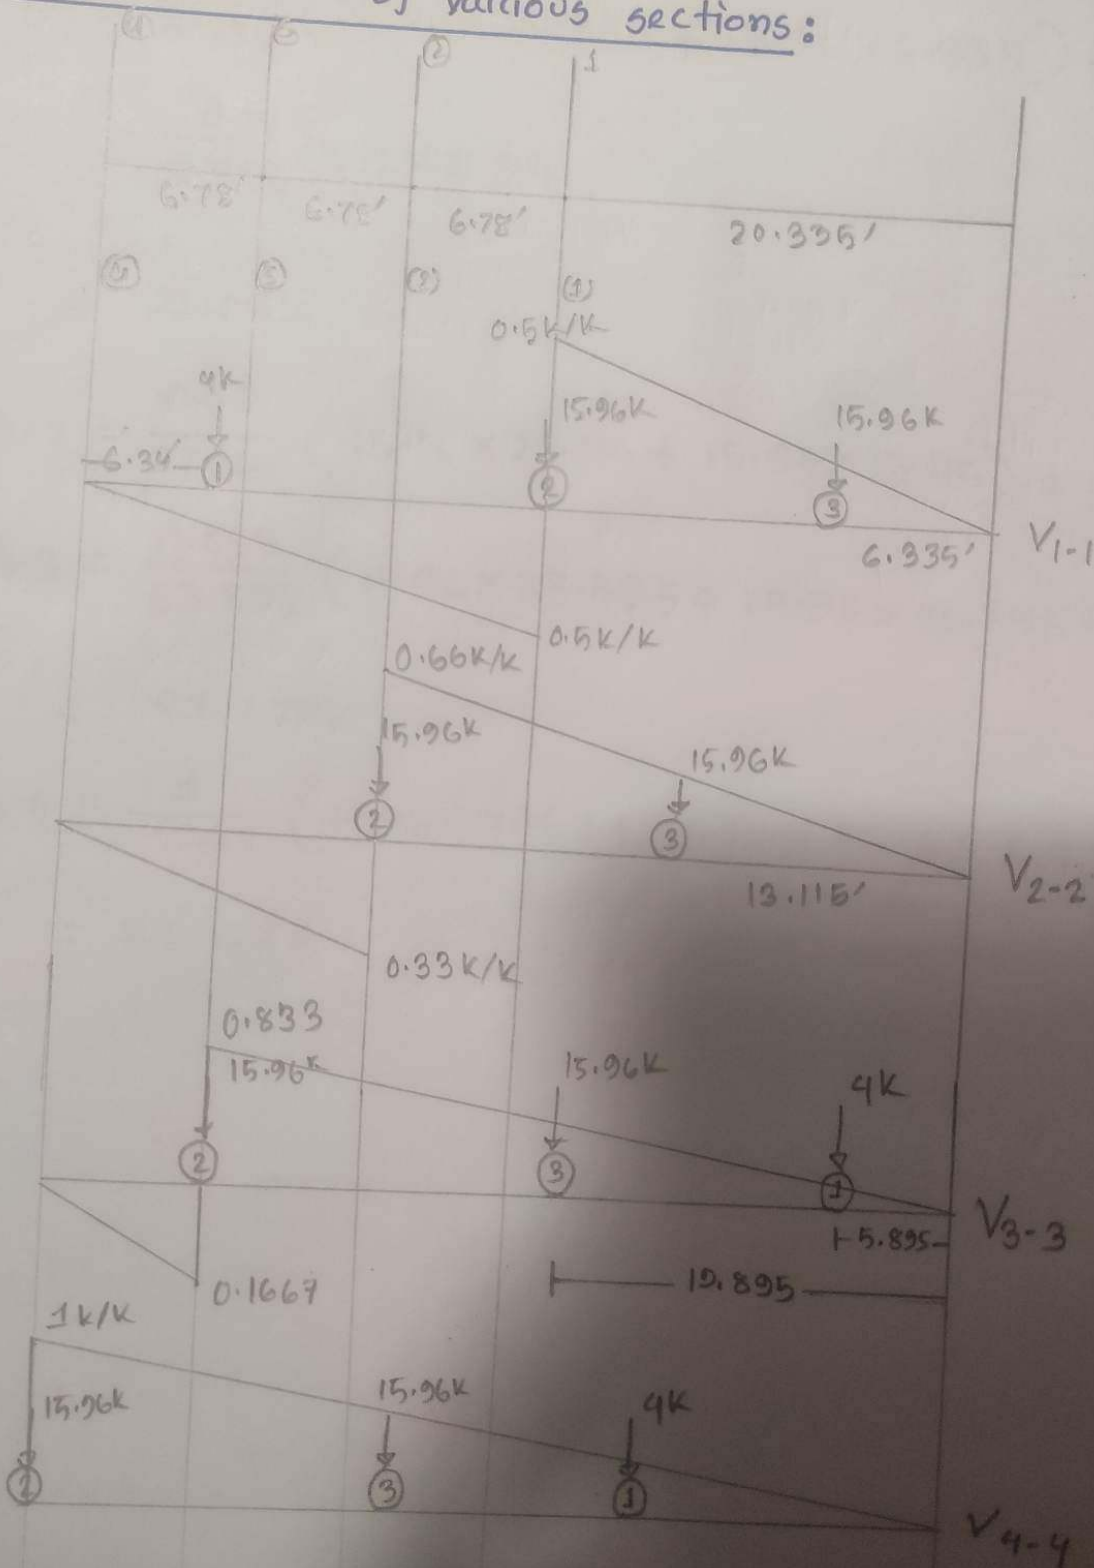 various sections:
④ ③ ② 1
6.78' 6.78' 6.78' 20.335'
④ ③ ② ①
0.5K/K
4K 15.96K 15.96K
6.34' ① ② ③
6.335' V1-1
0.5K/K
0.66K/K
15.96K 15.96K
② ③
13.115' V2-2
0.33K/K
0.833
15.96K 15.96K 4K
② ③ 1
V3-3
5.895
0.1667 19.895
1K/K
15.96K 15.96K 4K
② ③ ①
V4-4